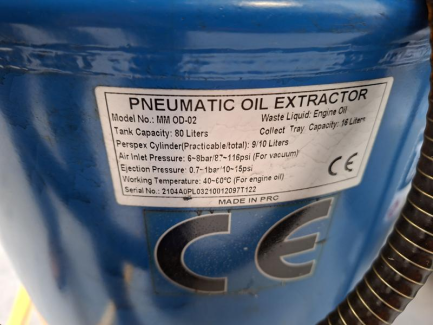 PNEUMATIC OIL EXTRACTOR
Model No.: MM OD-02 Waste Liquid: Engine Oil
Tank Capacity: 80 Liters Collect Tray Capacity: 16 Liters
Perspex Cylinder(Practicable/total): 9/10 Liters
Air Inlet Pressure: 6~8bar/87~116psi (For vacuum)
Ejection Pressure: 0.7~1bar/10~15psi
Working Temperature: 40~60°C (For engine oil)
Serial No.: 2104A0PL03210012097T122
CE
MADE IN PRC
CE